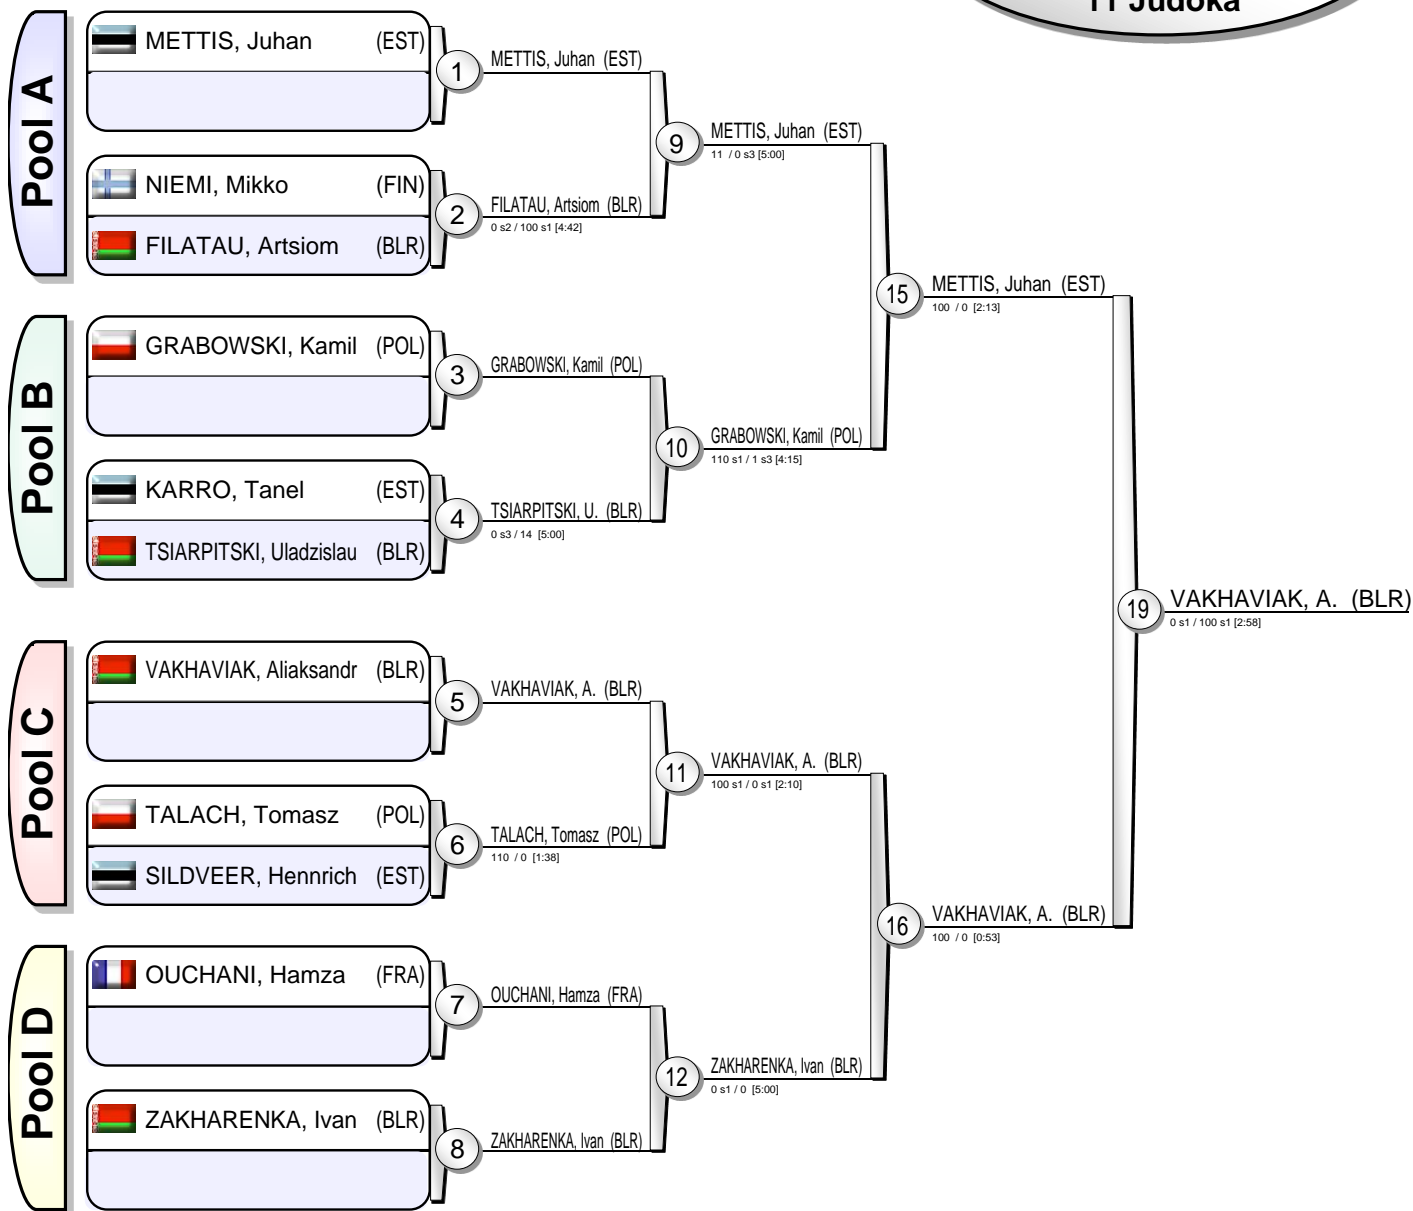 11 Judoka
Pool A
METTIS, Juhan (EST)
NIEMI, Mikko (FIN)
FILATAU, Artsiom (BLR)
Pool B
GRABOWSKI, Kamil (POL)
KARRO, Tanel (EST)
TSIARPITSKI, Uladzislau (BLR)
Pool C
VAKHAVIAK, Aliaksandr (BLR)
TALACH, Tomasz (POL)
SILDVEER, Hennrich (EST)
Pool D
OUCHANI, Hamza (FRA)
ZAKHARENKA, Ivan (BLR)
1
METTIS, Juhan (EST)
2
FILATAU, Artsiom (BLR)
0 s2 / 100 s1 [4:42]
3
GRABOWSKI, Kamil (POL)
4
TSIARPITSKI, U. (BLR)
0 s3 / 14 [5:00]
5
VAKHAVIAK, A. (BLR)
6
TALACH, Tomasz (POL)
110 / 0 [1:38]
7
OUCHANI, Hamza (FRA)
8
ZAKHARENKA, Ivan (BLR)
9
METTIS, Juhan (EST)
11 / 0 s3 [5:00]
10
GRABOWSKI, Kamil (POL)
110 s1 / 1 s3 [4:15]
11
VAKHAVIAK, A. (BLR)
100 s1 / 0 s1 [2:10]
12
ZAKHARENKA, Ivan (BLR)
0 s1 / 0 [5:00]
15
METTIS, Juhan (EST)
100 / 0 [2:13]
16
VAKHAVIAK, A. (BLR)
100 / 0 [0:53]
19
VAKHAVIAK, A. (BLR)
0 s1 / 100 s1 [2:58]